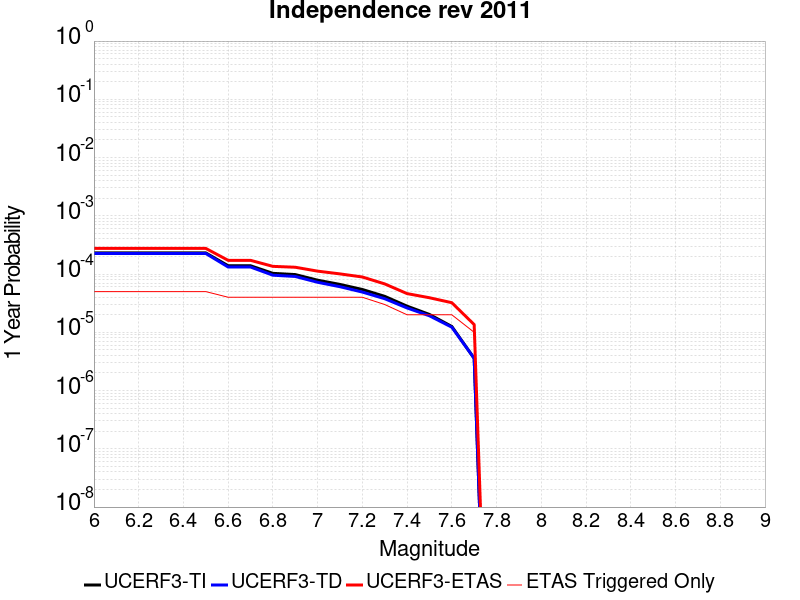 Independence rev 2011
1 Year Probability
10^0
10^-1
10^-2
10^-3
10^-4
10^-5
10^-6
10^-7
10^-8
6 6.2 6.4 6.6 6.8 7 7.2 7.4 7.6 7.8 8 8.2 8.4 8.6 8.8 9
Magnitude
UCERF3-TI UCERF3-TD UCERF3-ETAS ETAS Triggered Only